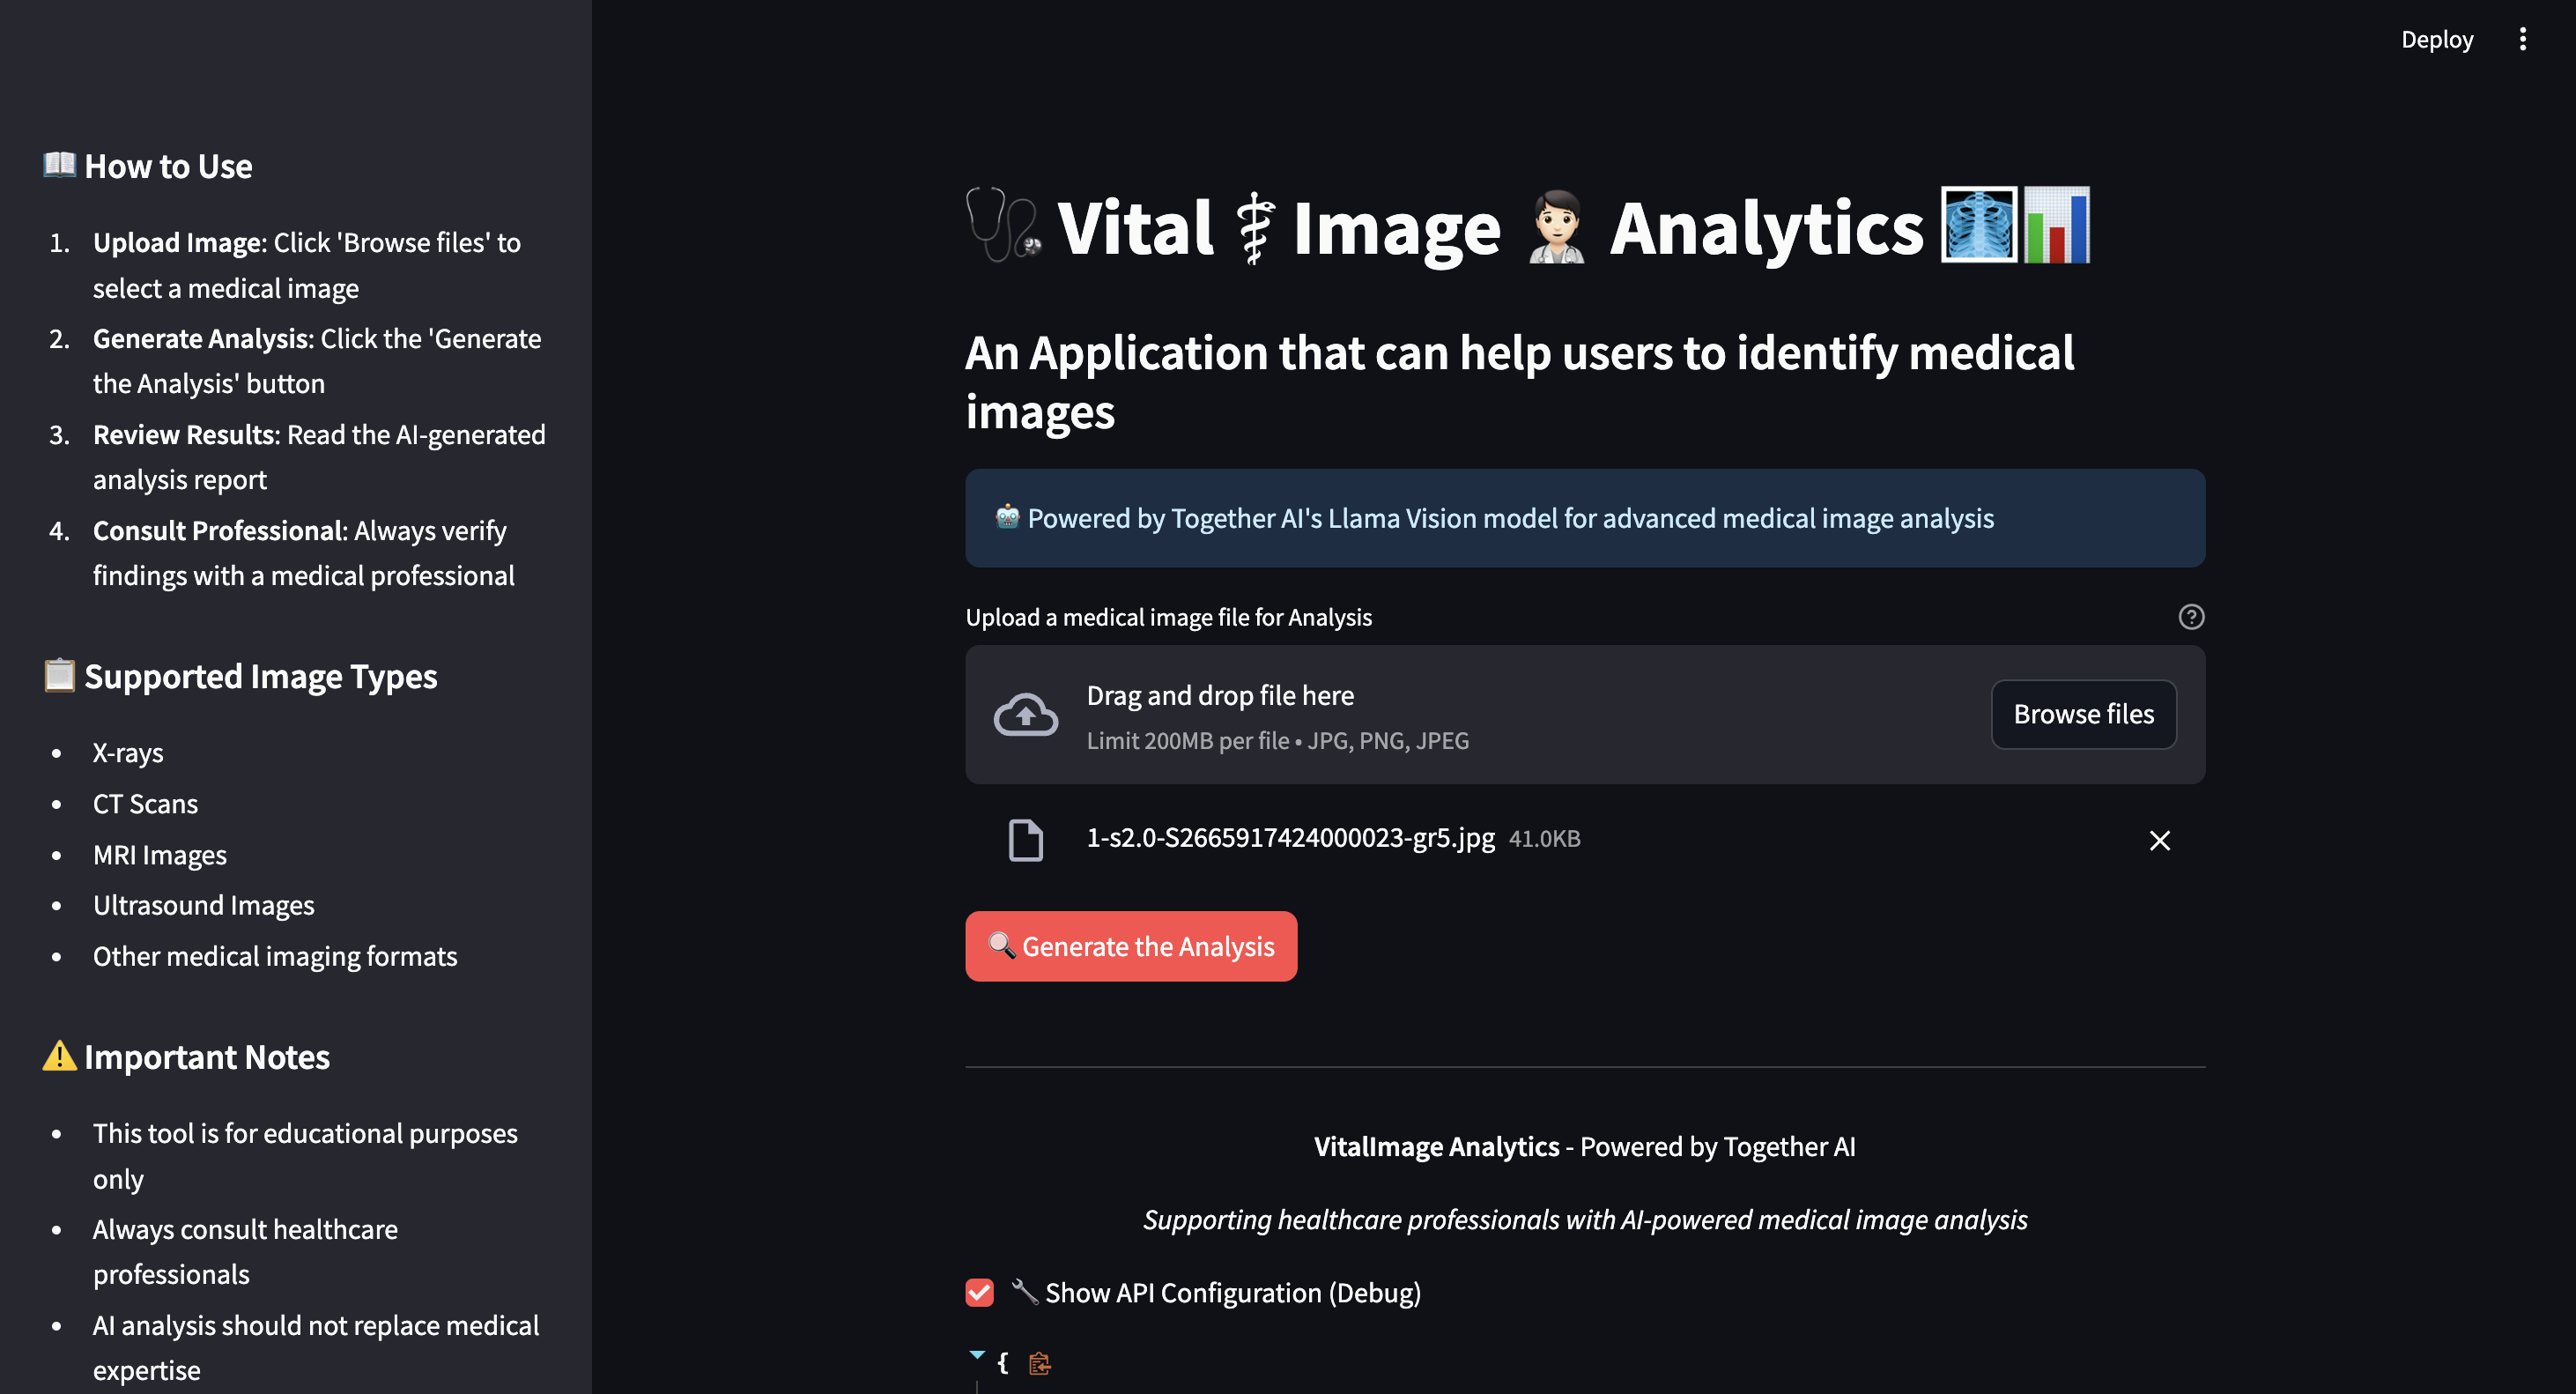 Deploy
How to Use
1. Upload Image: Click 'Browse files' to
select a medical image
2. Generate Analysis: Click the 'Generate
the Analysis' button
3. Review Results: Read the AI-generated
analysis report
4. Consult Professional: Always verify
findings with a medical professional
Supported Image Types
• X-rays
• CT Scans
• MRI Images
• Ultrasound Images
• Other medical imaging formats
Important Notes
• This tool is for educational purposes
only
• Always consult healthcare
professionals
• AI analysis should not replace medical
expertise
Vital Image Analytics
An Application that can help users to identify medical
images
Powered by Together AI's Llama Vision model for advanced medical image analysis
Upload a medical image file for Analysis
Drag and drop file here
Limit 200MB per file • JPG, PNG, JPEG
Browse files
1-s2.0-S2665917424000023-gr5.jpg 41.0KB
Generate the Analysis
VitalImage Analytics - Powered by Together AI
Supporting healthcare professionals with AI-powered medical image analysis
Show API Configuration (Debug)
{